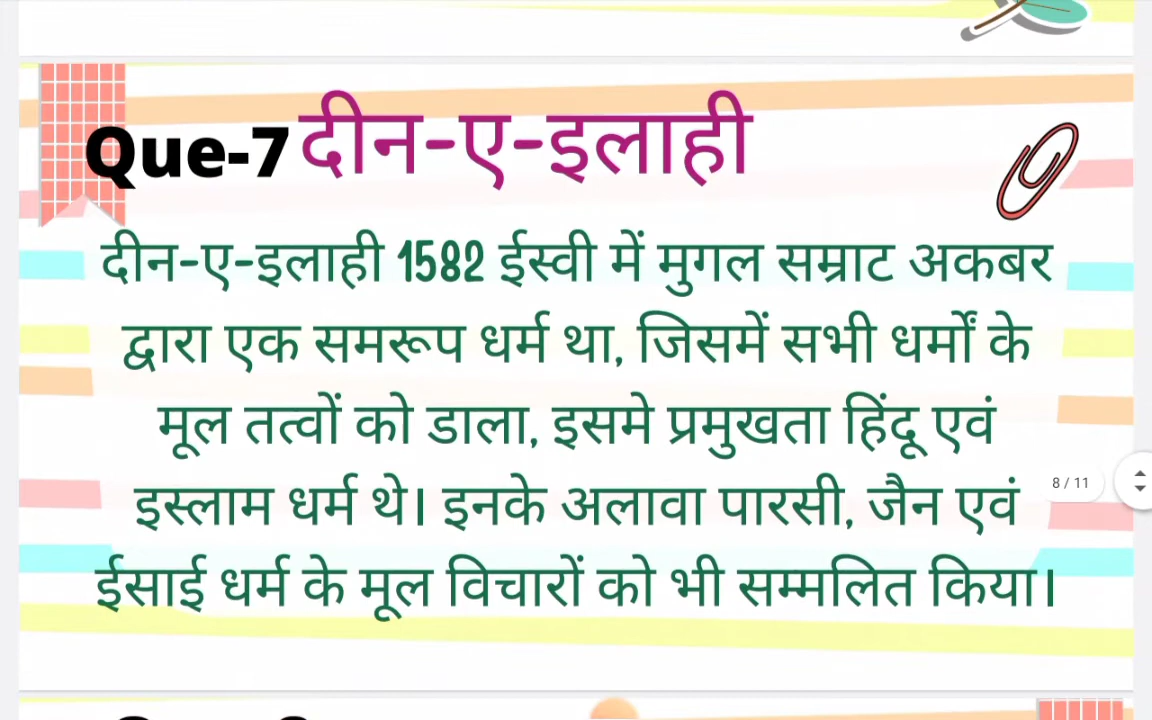 Que-7 दीन-ए-इलाही
दीन-ए-इलाही 1582 ईस्वी में मुगल सम्राट अकबर
द्वारा एक समरूप धर्म था, जिसमें सभी धर्मों के
मूल तत्वों को डाला, इसमे प्रमुखता हिंदू एवं
इस्लाम धर्म थे। इनके अलावा पारसी, जैन एवं
ईसाई धर्म के मूल विचारों को भी सम्मलित किया।
8 / 11